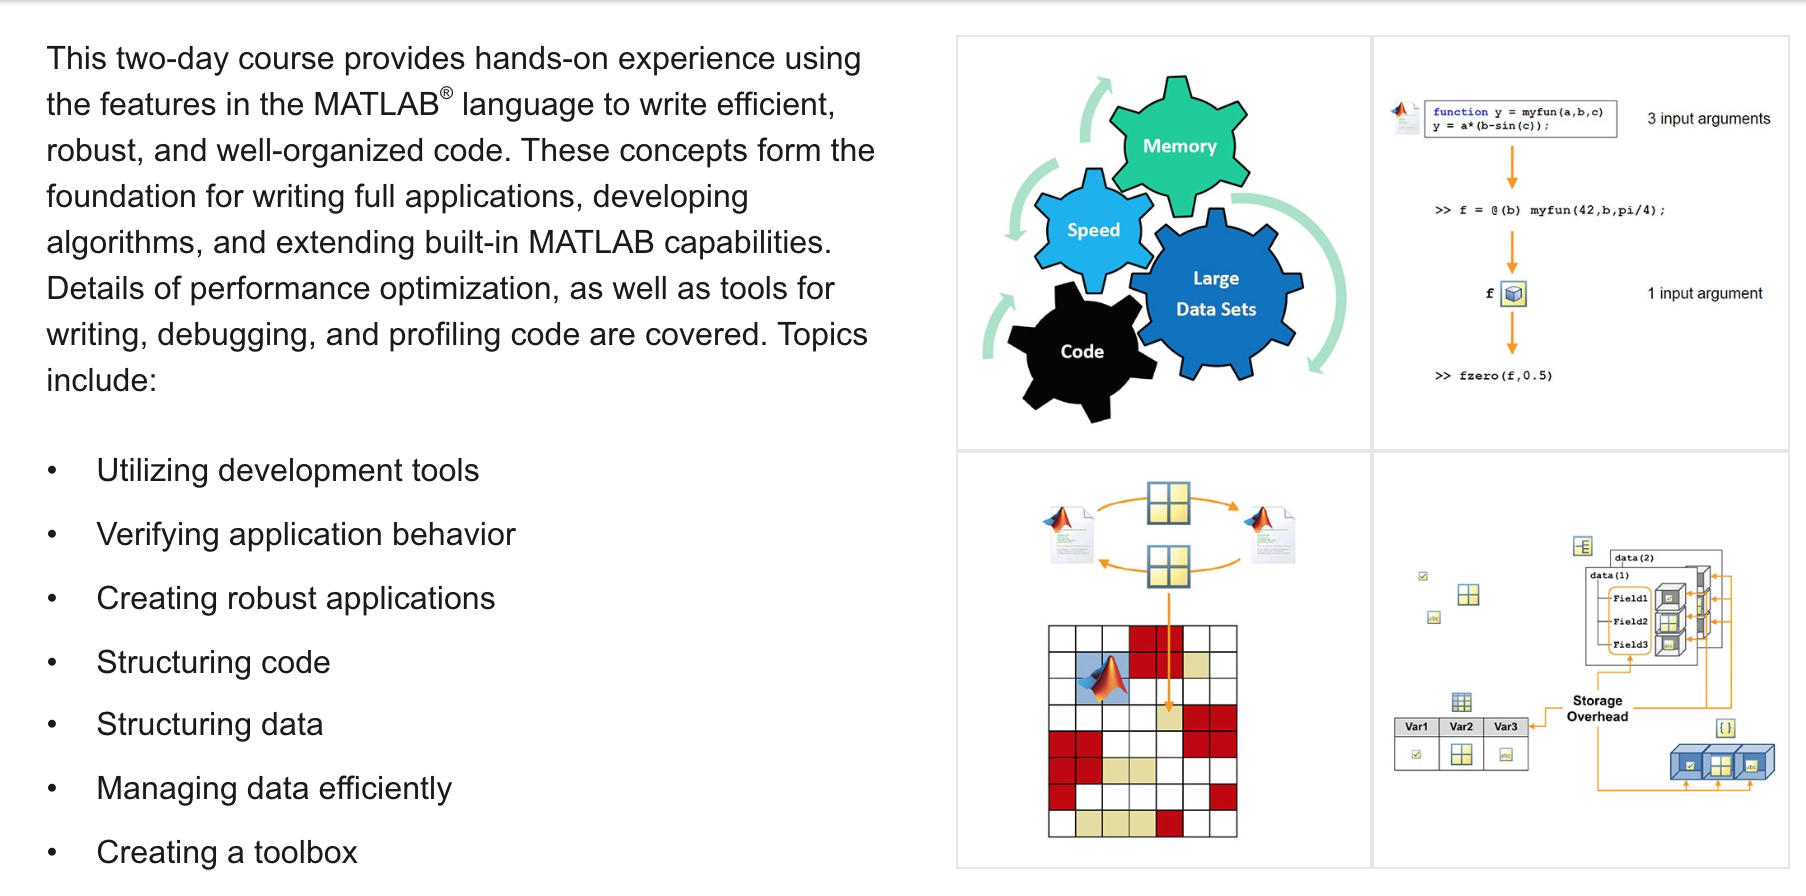 This two-day course provides hands-on experience using
the features in the MATLAB® language to write efficient,
robust, and well-organized code. These concepts form the
foundation for writing full applications, developing
algorithms, and extending built-in MATLAB capabilities.
Details of performance optimization, as well as tools for
writing, debugging, and profiling code are covered. Topics
include:
• Utilizing development tools
• Verifying application behavior
• Creating robust applications
• Structuring code
• Structuring data
• Managing data efficiently
• Creating a toolbox
Memory
Speed
Large
Data Sets
Code
function y = myfun(a,b,c)
y = a*(b-sin(c));
3 input arguments
>> f = @(b) myfun(42,b,pi/4);
f
1 input argument
>> fzero(f,0.5)
data(2)
data(1)
Field1
Field2
Field3
abc
Storage
Overhead
Var1 Var2 Var3
abc
{}
abc